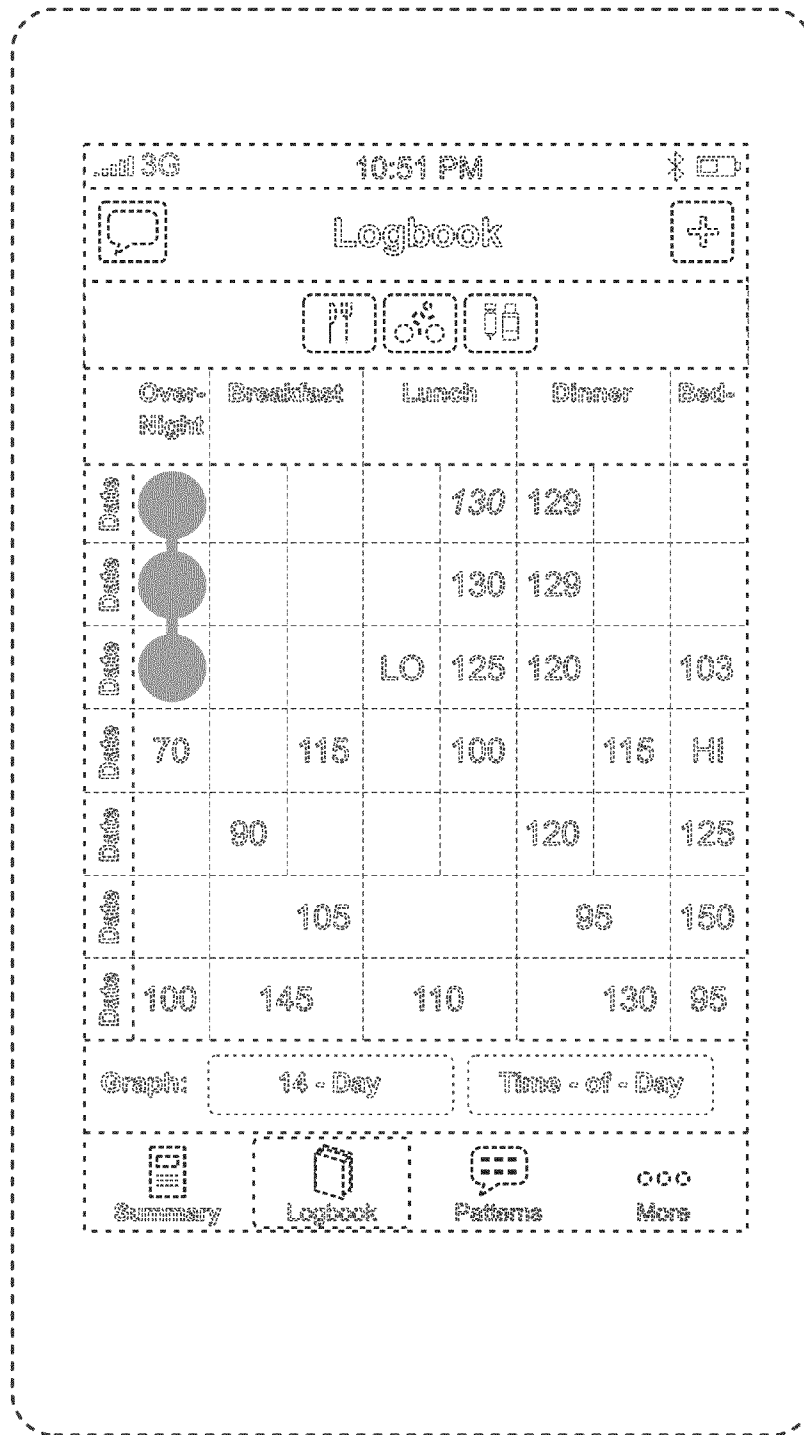 3G 10:51 PM
Logbook
Over- Breakfast Lunch Dinner Bed-
Night
Date 130 129
Date 130 129
Date LO 125 120 103
Date 70 115 100 115 HI
Date 90 120 125
Date 105 95 150
Date 100 145 110 130 95
Graph: 14 - Day Time - of - Day
Summary Logbook Patterns More